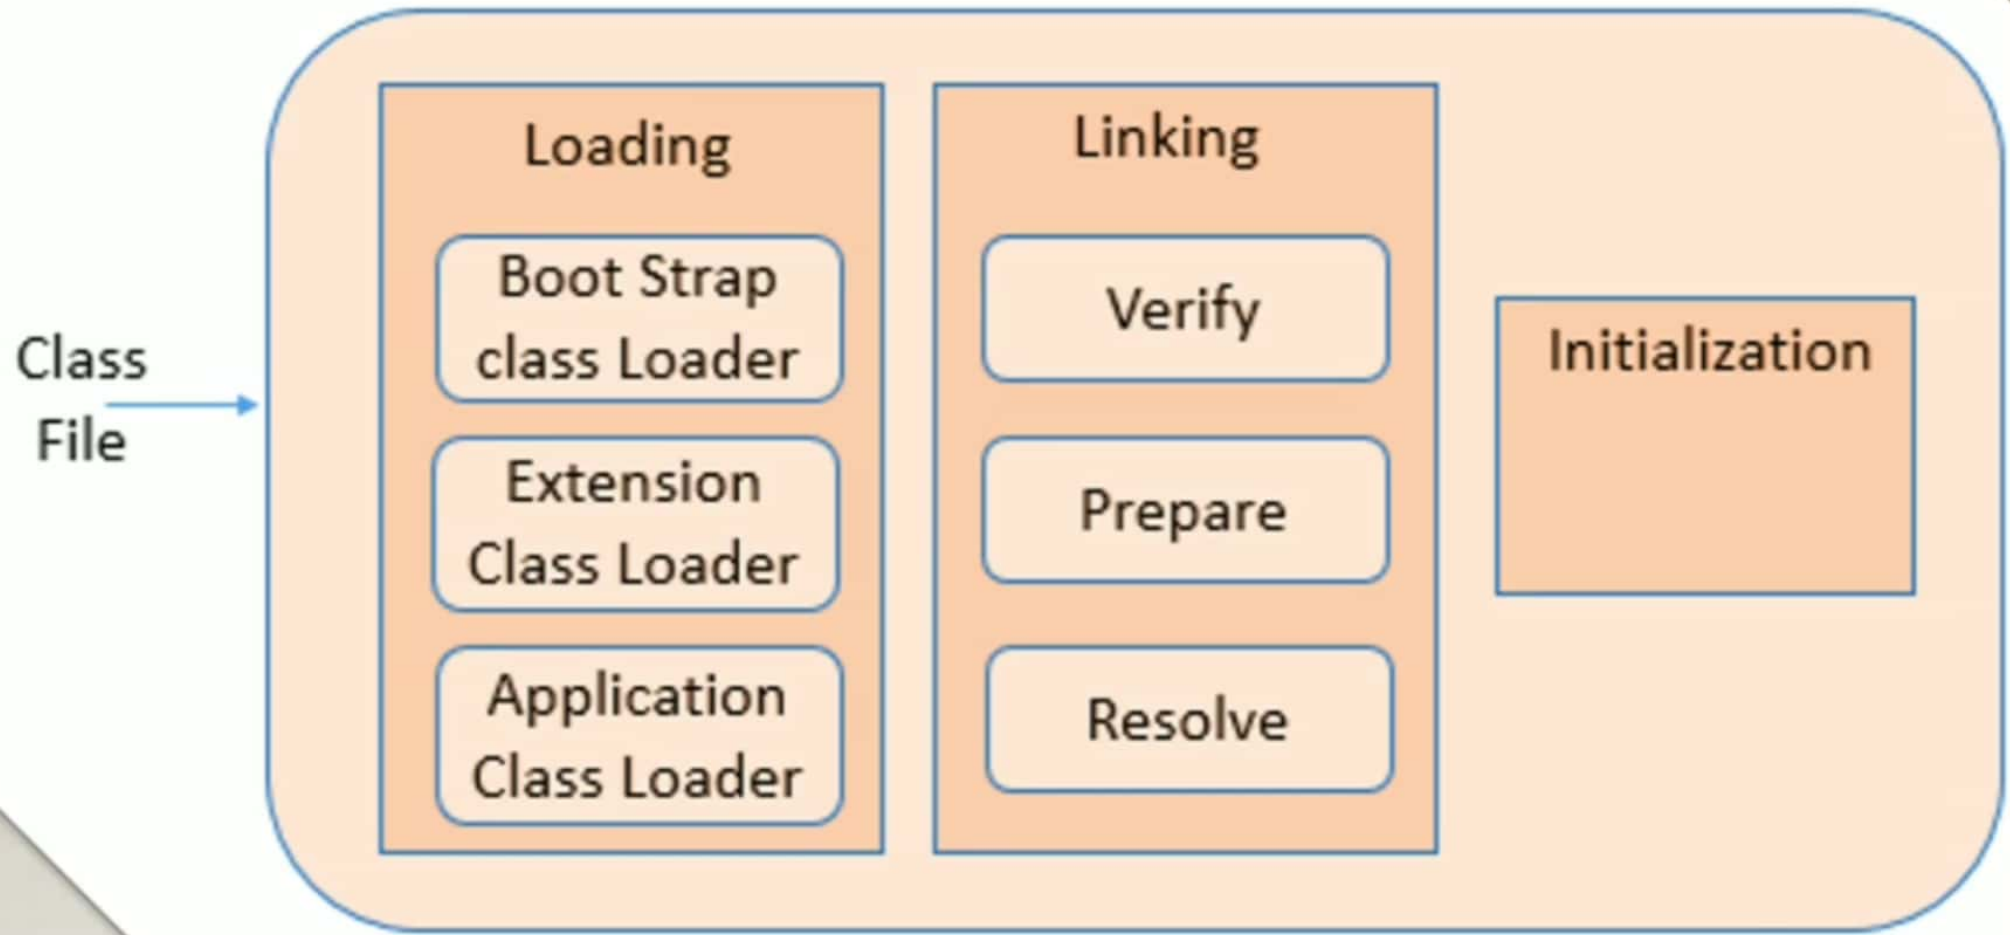 Class
File
Loading
Boot Strap
class Loader
Extension
Class Loader
Application
Class Loader
Linking
Verify
Prepare
Resolve
Initialization